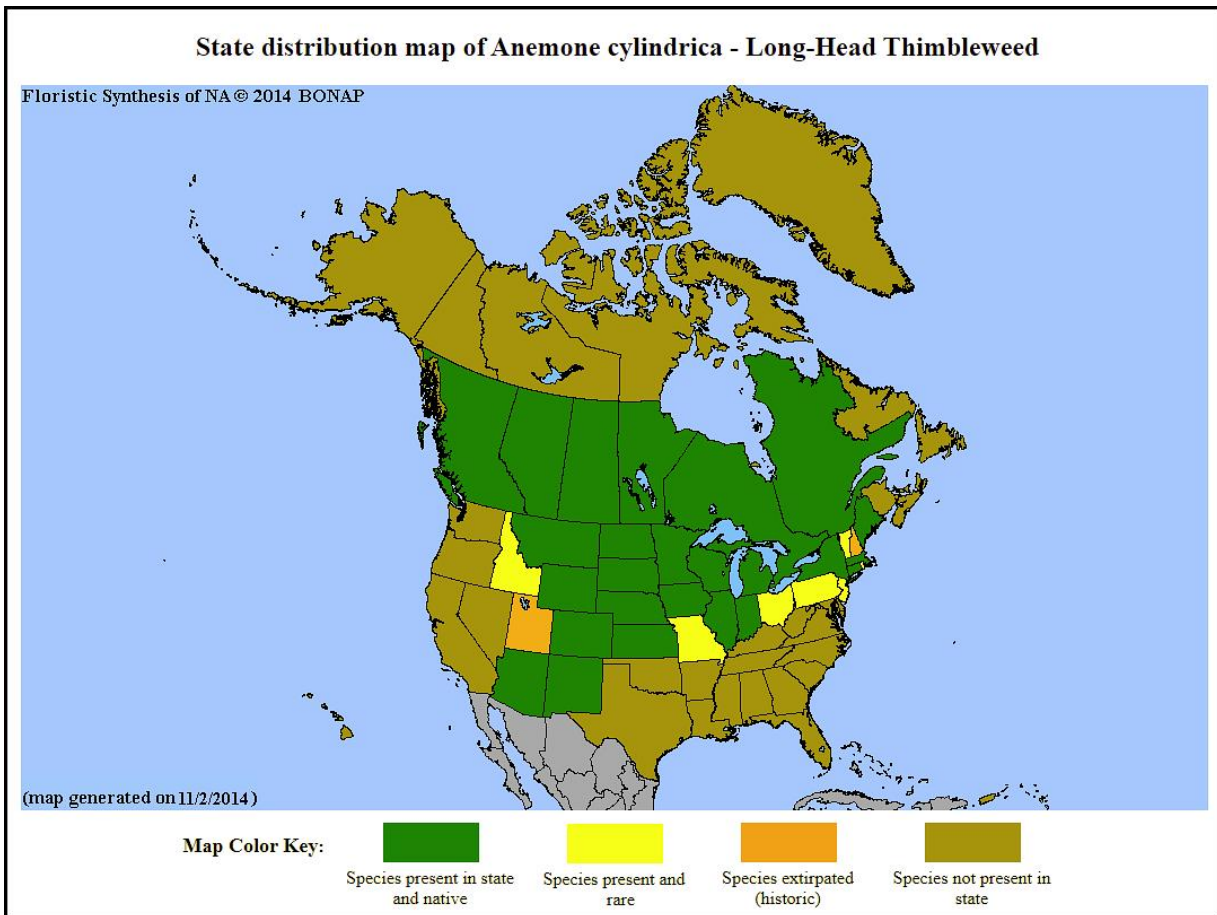 State distribution map of Anemone cylindrica - Long-Head Thimbleweed
Floristic Synthesis of NA © 2014 BONAP
(map generated on 11/2/2014)
Map Color Key:
Species present in state
and native
Species present and
rare
Species extirpated
(historic)
Species not present in
state